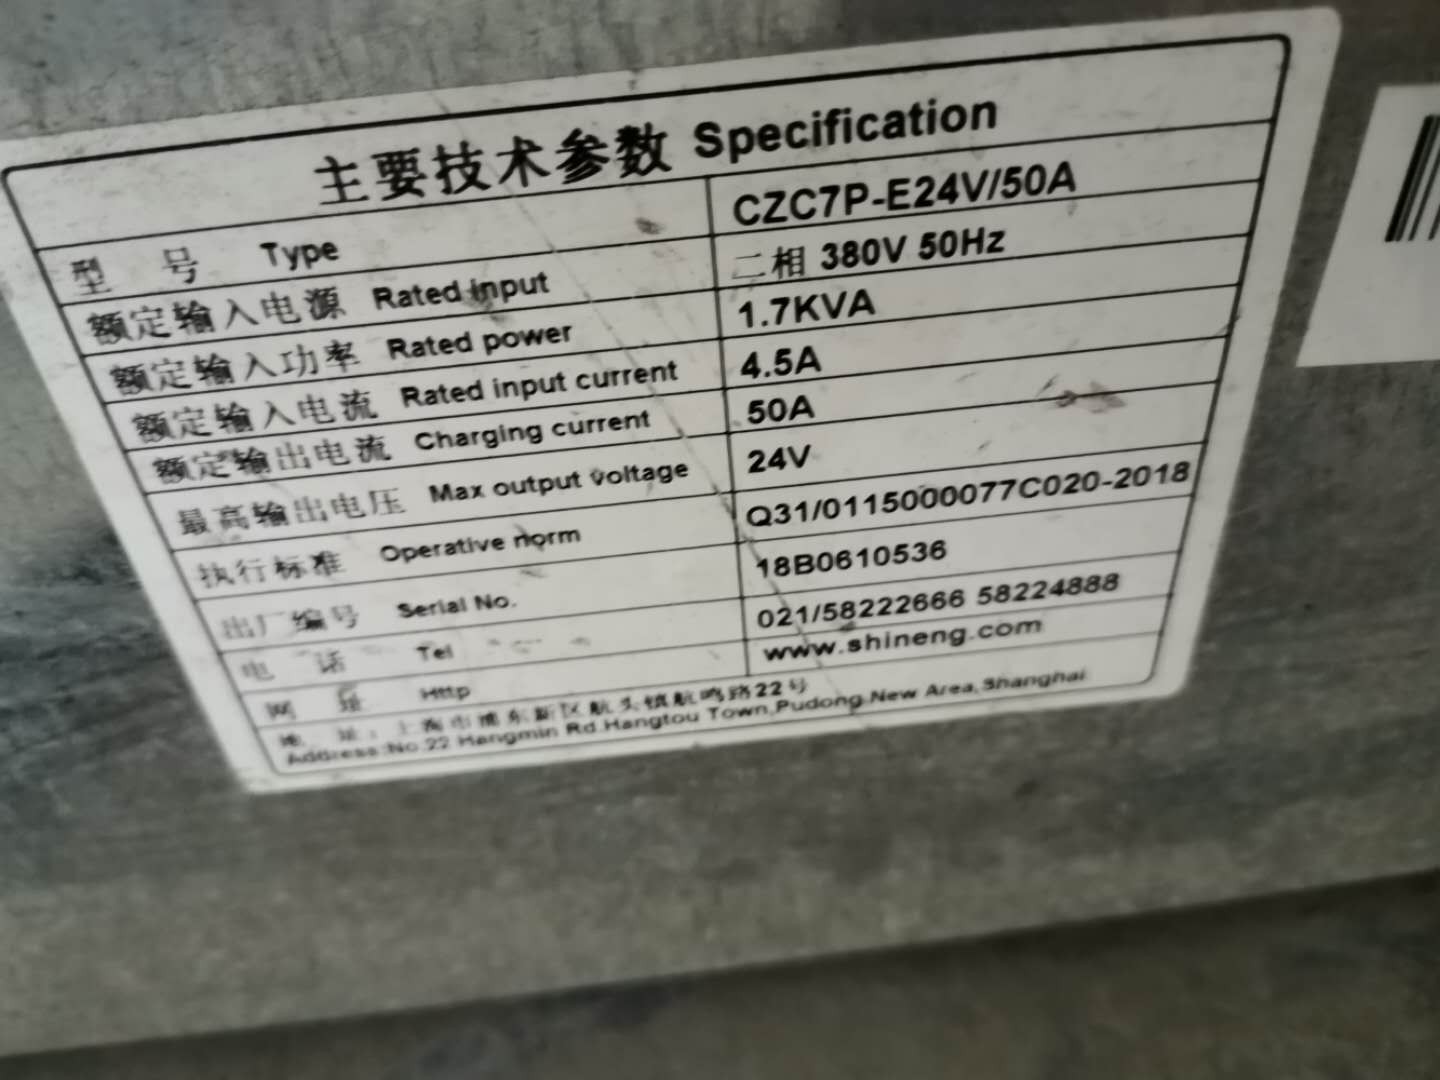 主要技术参数 Specification
型 号 Type CZC7P-E24V/50A
额定输入电源 Rated input 二相 380V 50Hz
额定输入功率 Rated power 1.7KVA
额定输入电流 Rated input current 4.5A
额定输出电流 Charging current 50A
最高输出电压 Max output voltage 24V
执行标准 Operative norm Q31/0115000077C020-2018
出厂编号 Serial No. 18B0610536
电 话 Tel 021/58222666 58224888
网 址 Http www.shineng.com
地 址：上海市浦东新区航头镇航鸣路22号
Address:No.22 Hangmin Rd.Hangtou Town,Pudong New Area,Shanghai